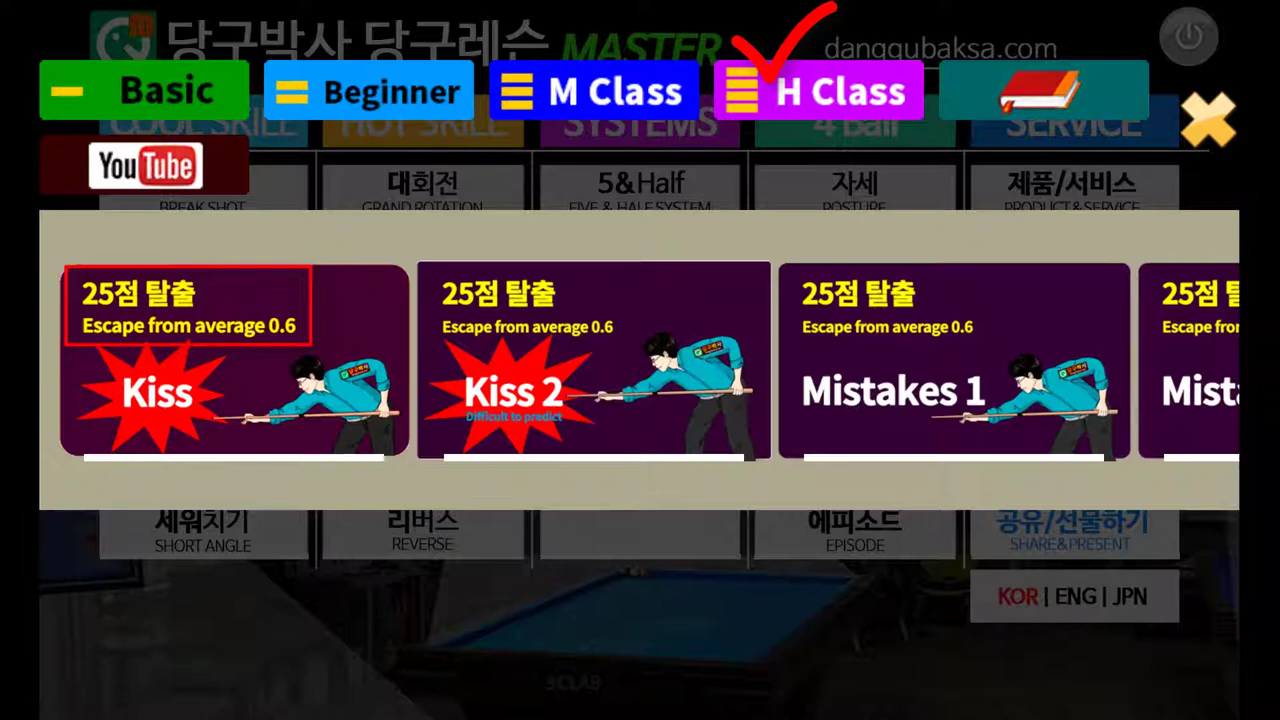 당구박사 당구레슨 MASTER danggubaksa.com
Basic
Beginner
M Class
H Class
COOL SKILL
HOT SKILL
SYSTEMS
4 Ball
SERVICE
YouTube
대회전
5&Half
자세
제품/서비스
BREAK SHOT
GRAND ROTATION
FIVE & HALF SYSTEM
POSTURE
PRODUCT&SERVICE
25점 탈출
Escape from average 0.6
Kiss
25점 탈출
Escape from average 0.6
Kiss 2
Difficult to predict
25점 탈출
Escape from average 0.6
Mistakes 1
25점
Escape from
세워치기
SHORT ANGLE
리버스
REVERSE
에피소드
EPISODE
공유/선물하기
SHARE&PRESENT
KOR | ENG | JPN